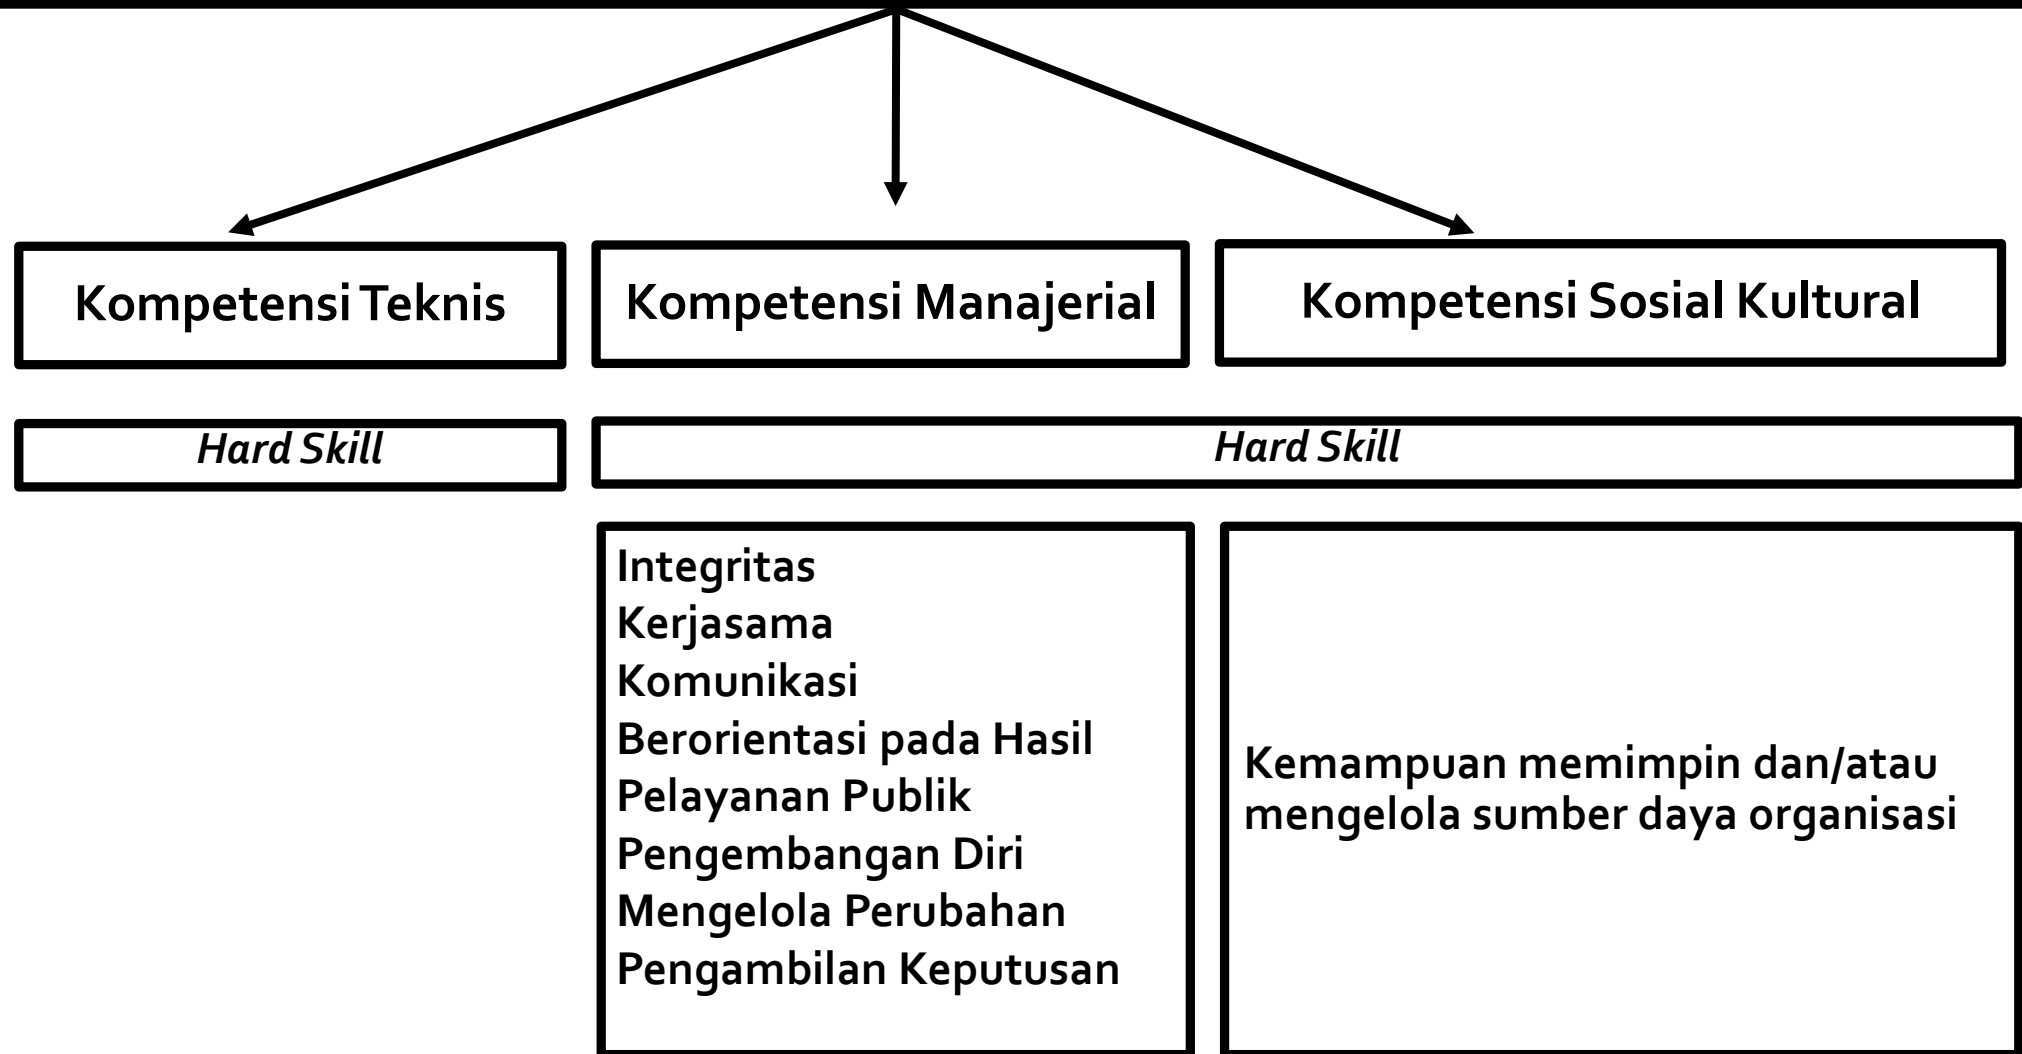 Kompetensi Teknis
Kompetensi Manajerial
Kompetensi Sosial Kultural
Hard Skill
Hard Skill
Integritas
Kerjasama
Komunikasi
Berorientasi pada Hasil
Pelayanan Publik
Pengembangan Diri
Mengelola Perubahan
Pengambilan Keputusan
Kemampuan memimpin dan/atau
mengelola sumber daya organisasi